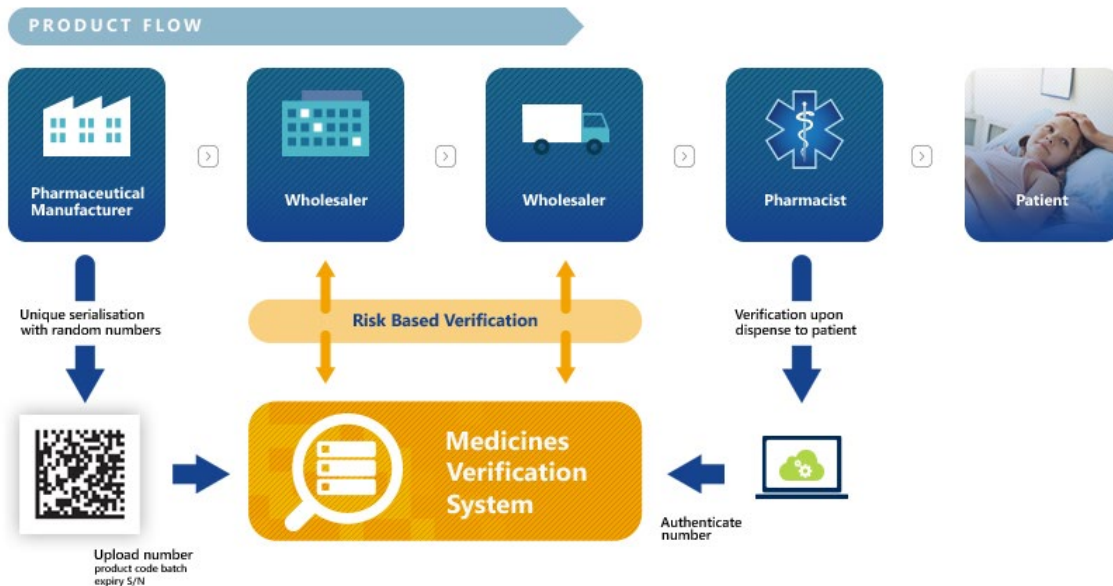 PRODUCT FLOW
Pharmaceutical
Manufacturer
Wholesaler
Wholesaler
Pharmacist
Patient
Unique serialisation
with random numbers
Risk Based Verification
Verification upon
dispense to patient
Medicines
Verification
System
Authenticate
number
Upload number
product code batch
expiry S/N